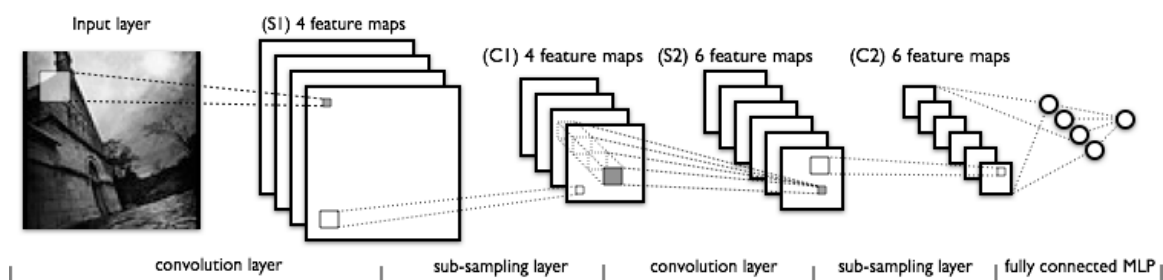 Input layer
(S1) 4 feature maps
(C1) 4 feature maps
(S2) 6 feature maps
(C2) 6 feature maps
convolution layer
sub-sampling layer
convolution layer
sub-sampling layer
fully connected MLP